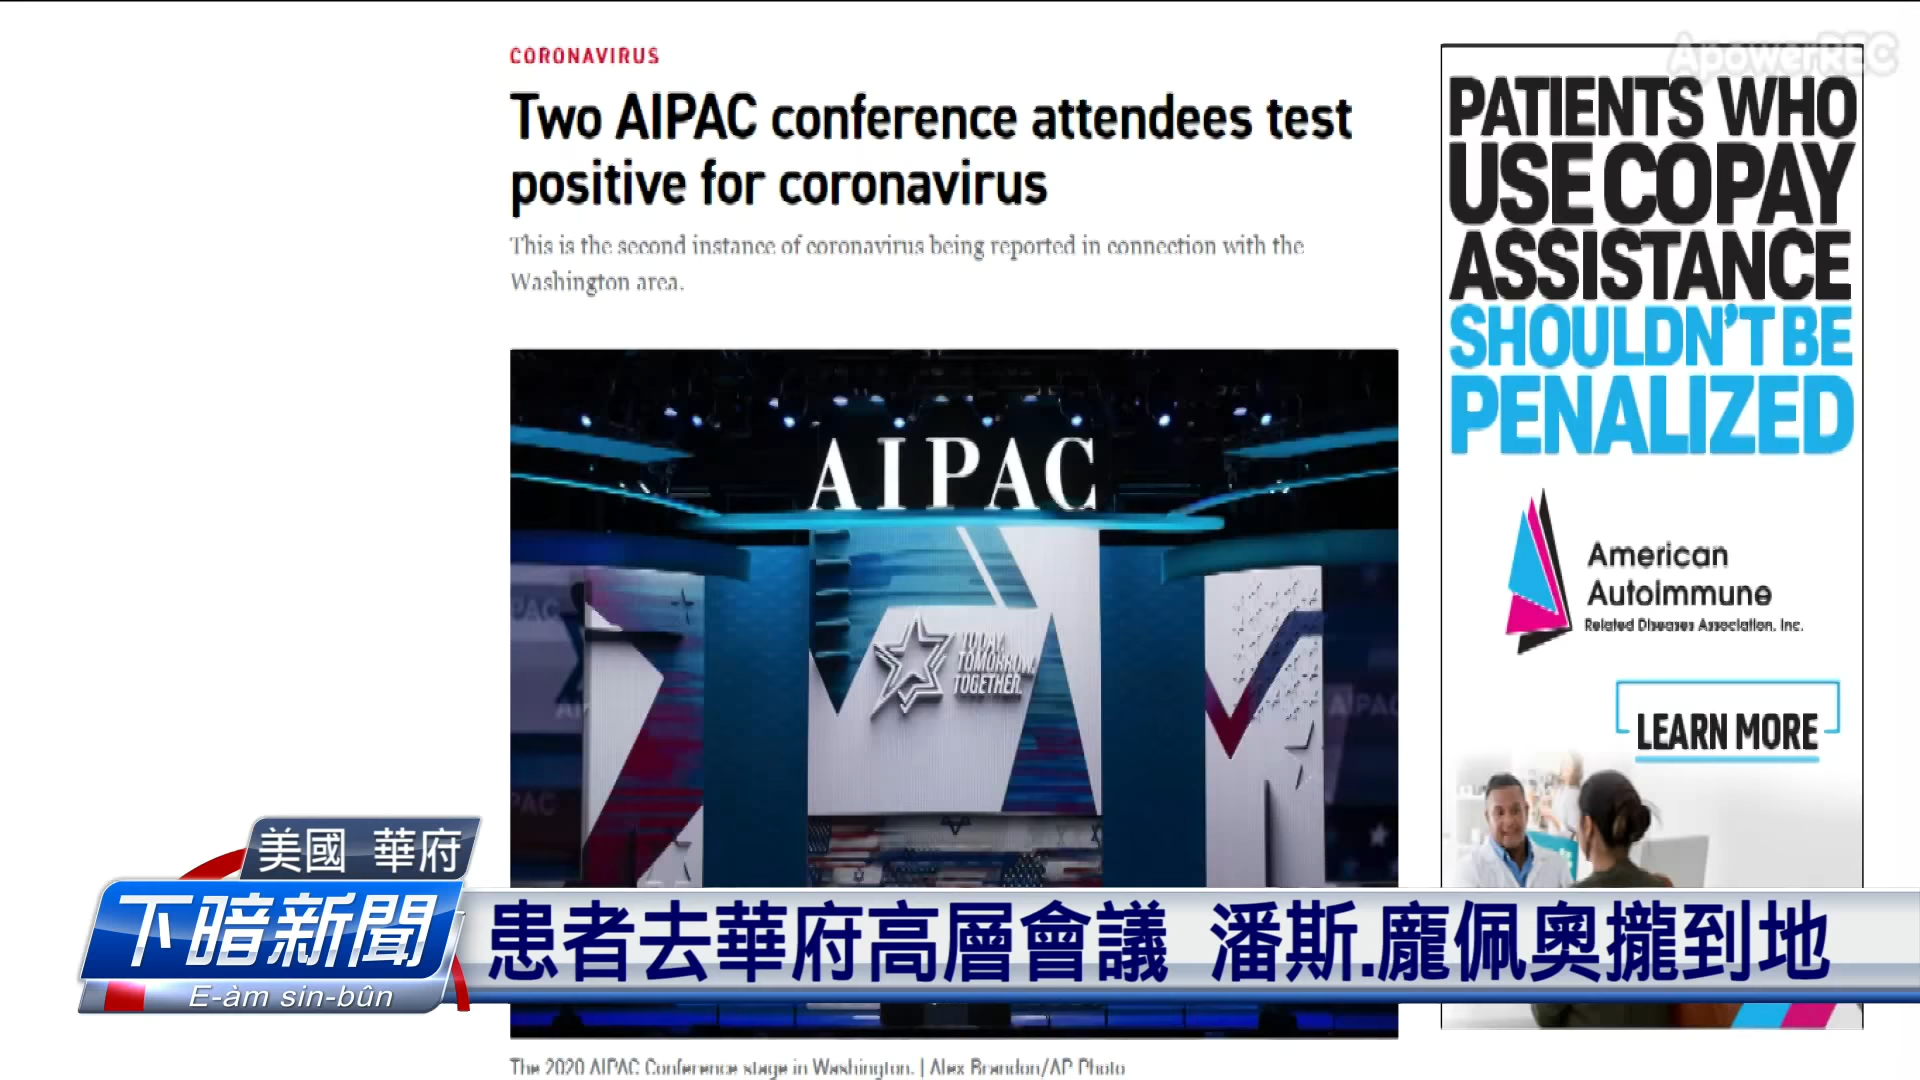 ApowerREC
CORONAVIRUS
Two AIPAC conference attendees test
positive for coronavirus
This is the second instance of coronavirus being reported in connection with the
Washington area.
AIPAC
TODAY.
TOMORROW.
TOGETHER.
AIPAC
AIPAC
The 2020 AIPAC Conference stage in Washington. | Alex Brandon/AP Photo
PATIENTS WHO
USE COPAY
ASSISTANCE
SHOULDN'T BE
PENALIZED
American
AutoImmune
Related Diseases Association, Inc.
LEARN MORE
美國 華府
下暗新聞
E-àm sin-bûn
患者去華府高層會議 潘斯.龐佩奧攏到地